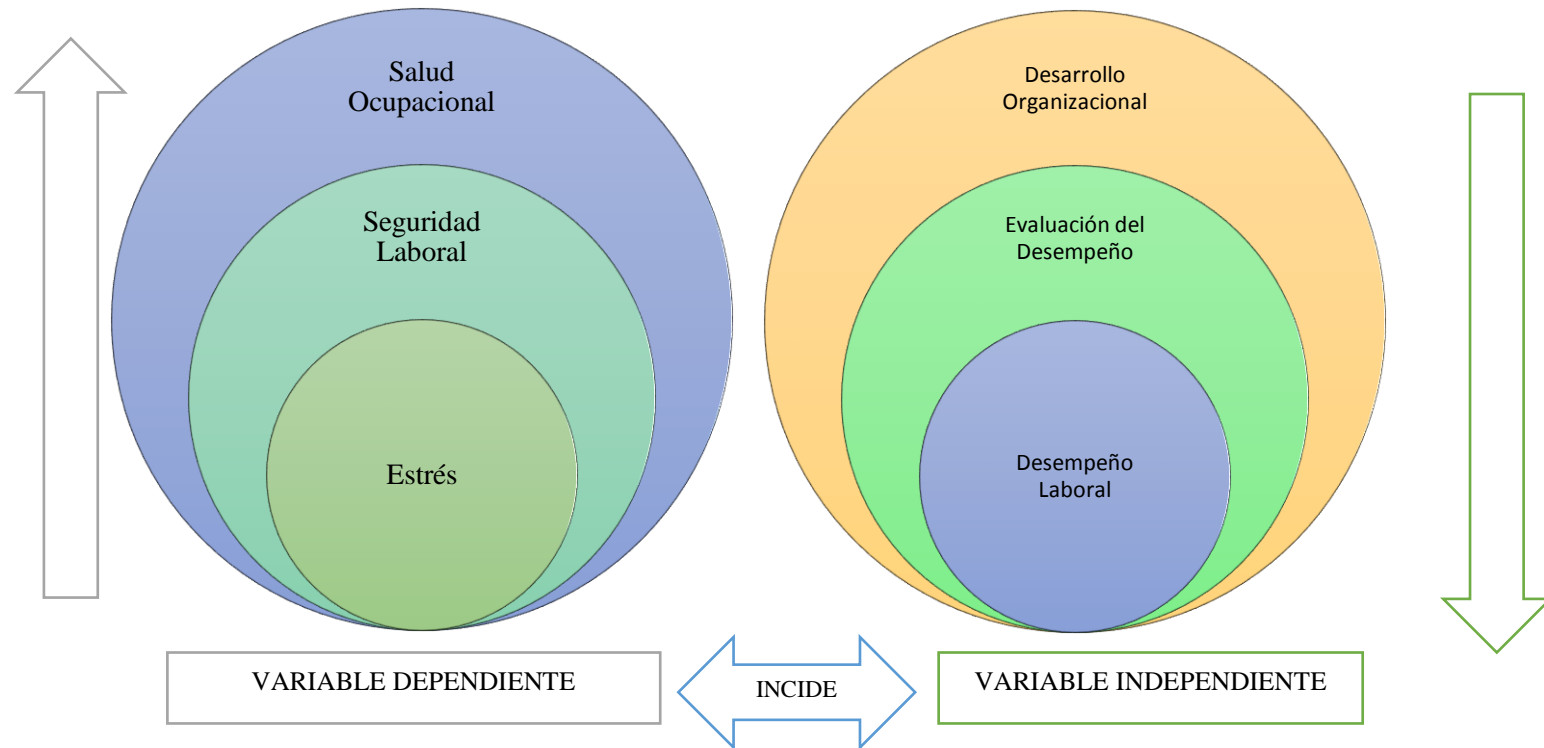 Salud
Ocupacional
Seguridad
Laboral
Estrés
Desarrollo
Organizacional
Evaluación del
Desempeño
Desempeño
Laboral
VARIABLE DEPENDIENTE
INCIDE
VARIABLE INDEPENDIENTE